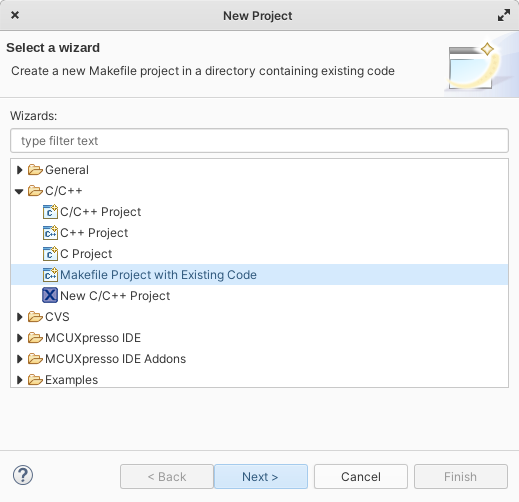 New Project
Select a wizard
Create a new Makefile project in a directory containing existing code
Wizards:
type filter text
General
C/C++
C/C++ Project
C++ Project
C Project
Makefile Project with Existing Code
New C/C++ Project
CVS
MCUXpresso IDE
MCUXpresso IDE Addons
Examples
? < Back Next > Cancel Finish